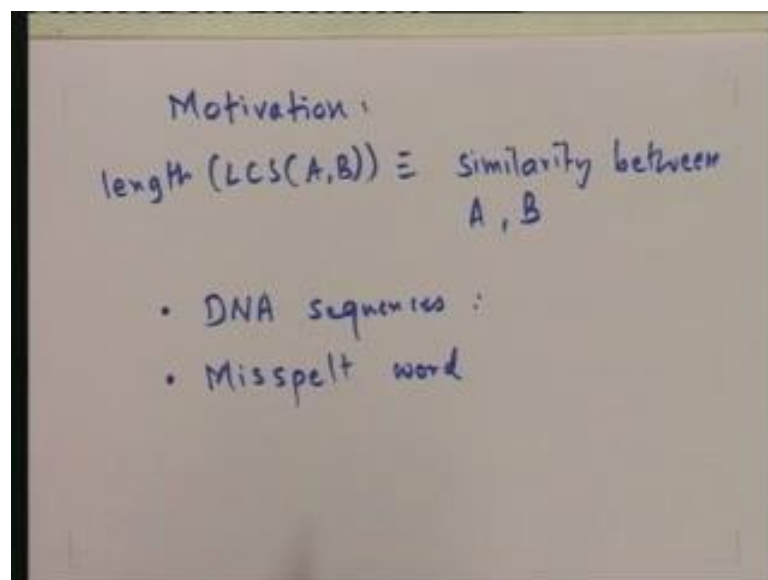 Motivation:
length (LCS(A,B)) ≡ similarity between
A, B
• DNA sequences :
• Misspelt word